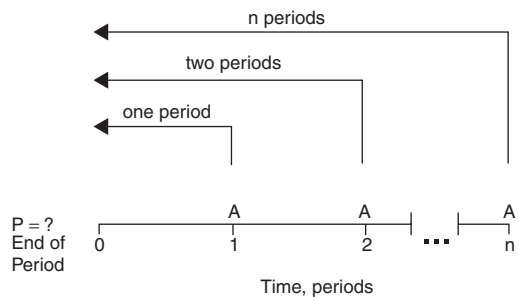 n periods
two periods
one period
A A A
P = ?
End of 0 1 2 ... n
Period
Time, periods